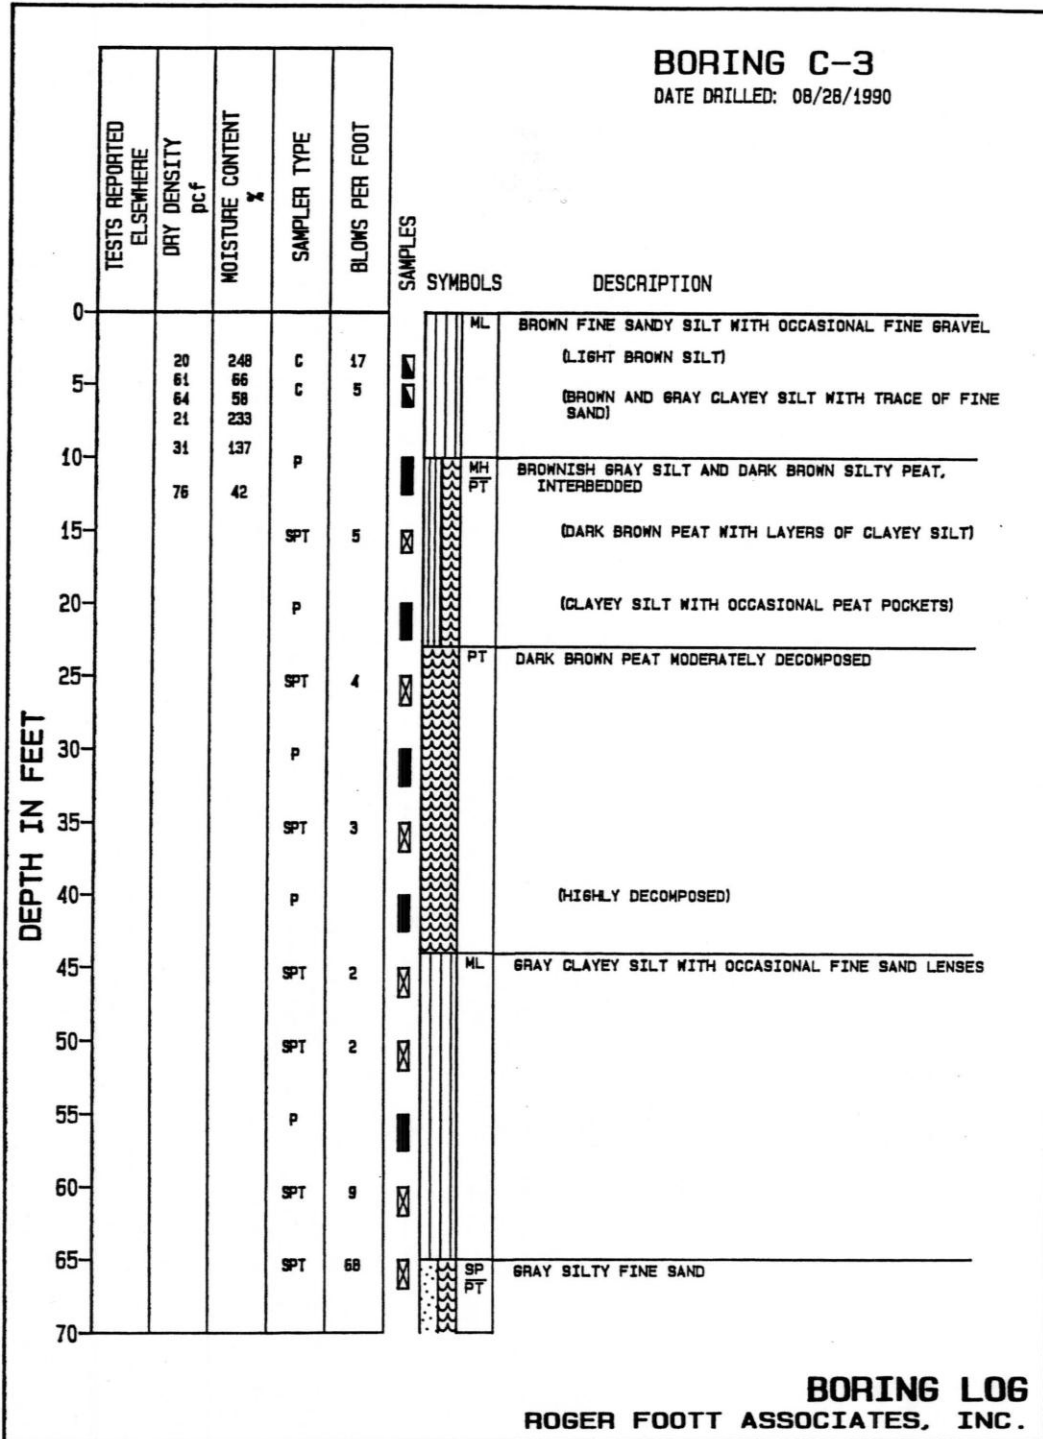 BORING C-3
DATE DRILLED: 08/28/1990
TESTS REPORTED
ELSEWHERE
DRY DENSITY
pcf
MOISTURE CONTENT
%
SAMPLER TYPE
BLOWS PER FOOT
SAMPLES
SYMBOLS
DESCRIPTION
DEPTH IN FEET
0
ML BROWN FINE SANDY SILT WITH OCCASIONAL FINE GRAVEL
20 248 C 17 (LIGHT BROWN SILT)
61 66
5
64 58 C 5 (BROWN AND GRAY CLAYEY SILT WITH TRACE OF FINE
SAND)
21 233
31 137
10 P
MH BROWNISH GRAY SILT AND DARK BROWN SILTY PEAT,
PT INTERBEDDED
76 42
15 SPT 5 (DARK BROWN PEAT WITH LAYERS OF CLAYEY SILT)
20 P (CLAYEY SILT WITH OCCASIONAL PEAT POCKETS)
PT DARK BROWN PEAT MODERATELY DECOMPOSED
25 SPT 4
30 P
35 SPT 3
40 P (HIGHLY DECOMPOSED)
ML GRAY CLAYEY SILT WITH OCCASIONAL FINE SAND LENSES
45 SPT 2
50 SPT 2
55 P
60 SPT 9
65 SPT 68
SP GRAY SILTY FINE SAND
PT
70
BORING LOG
ROGER FOOTT ASSOCIATES, INC.